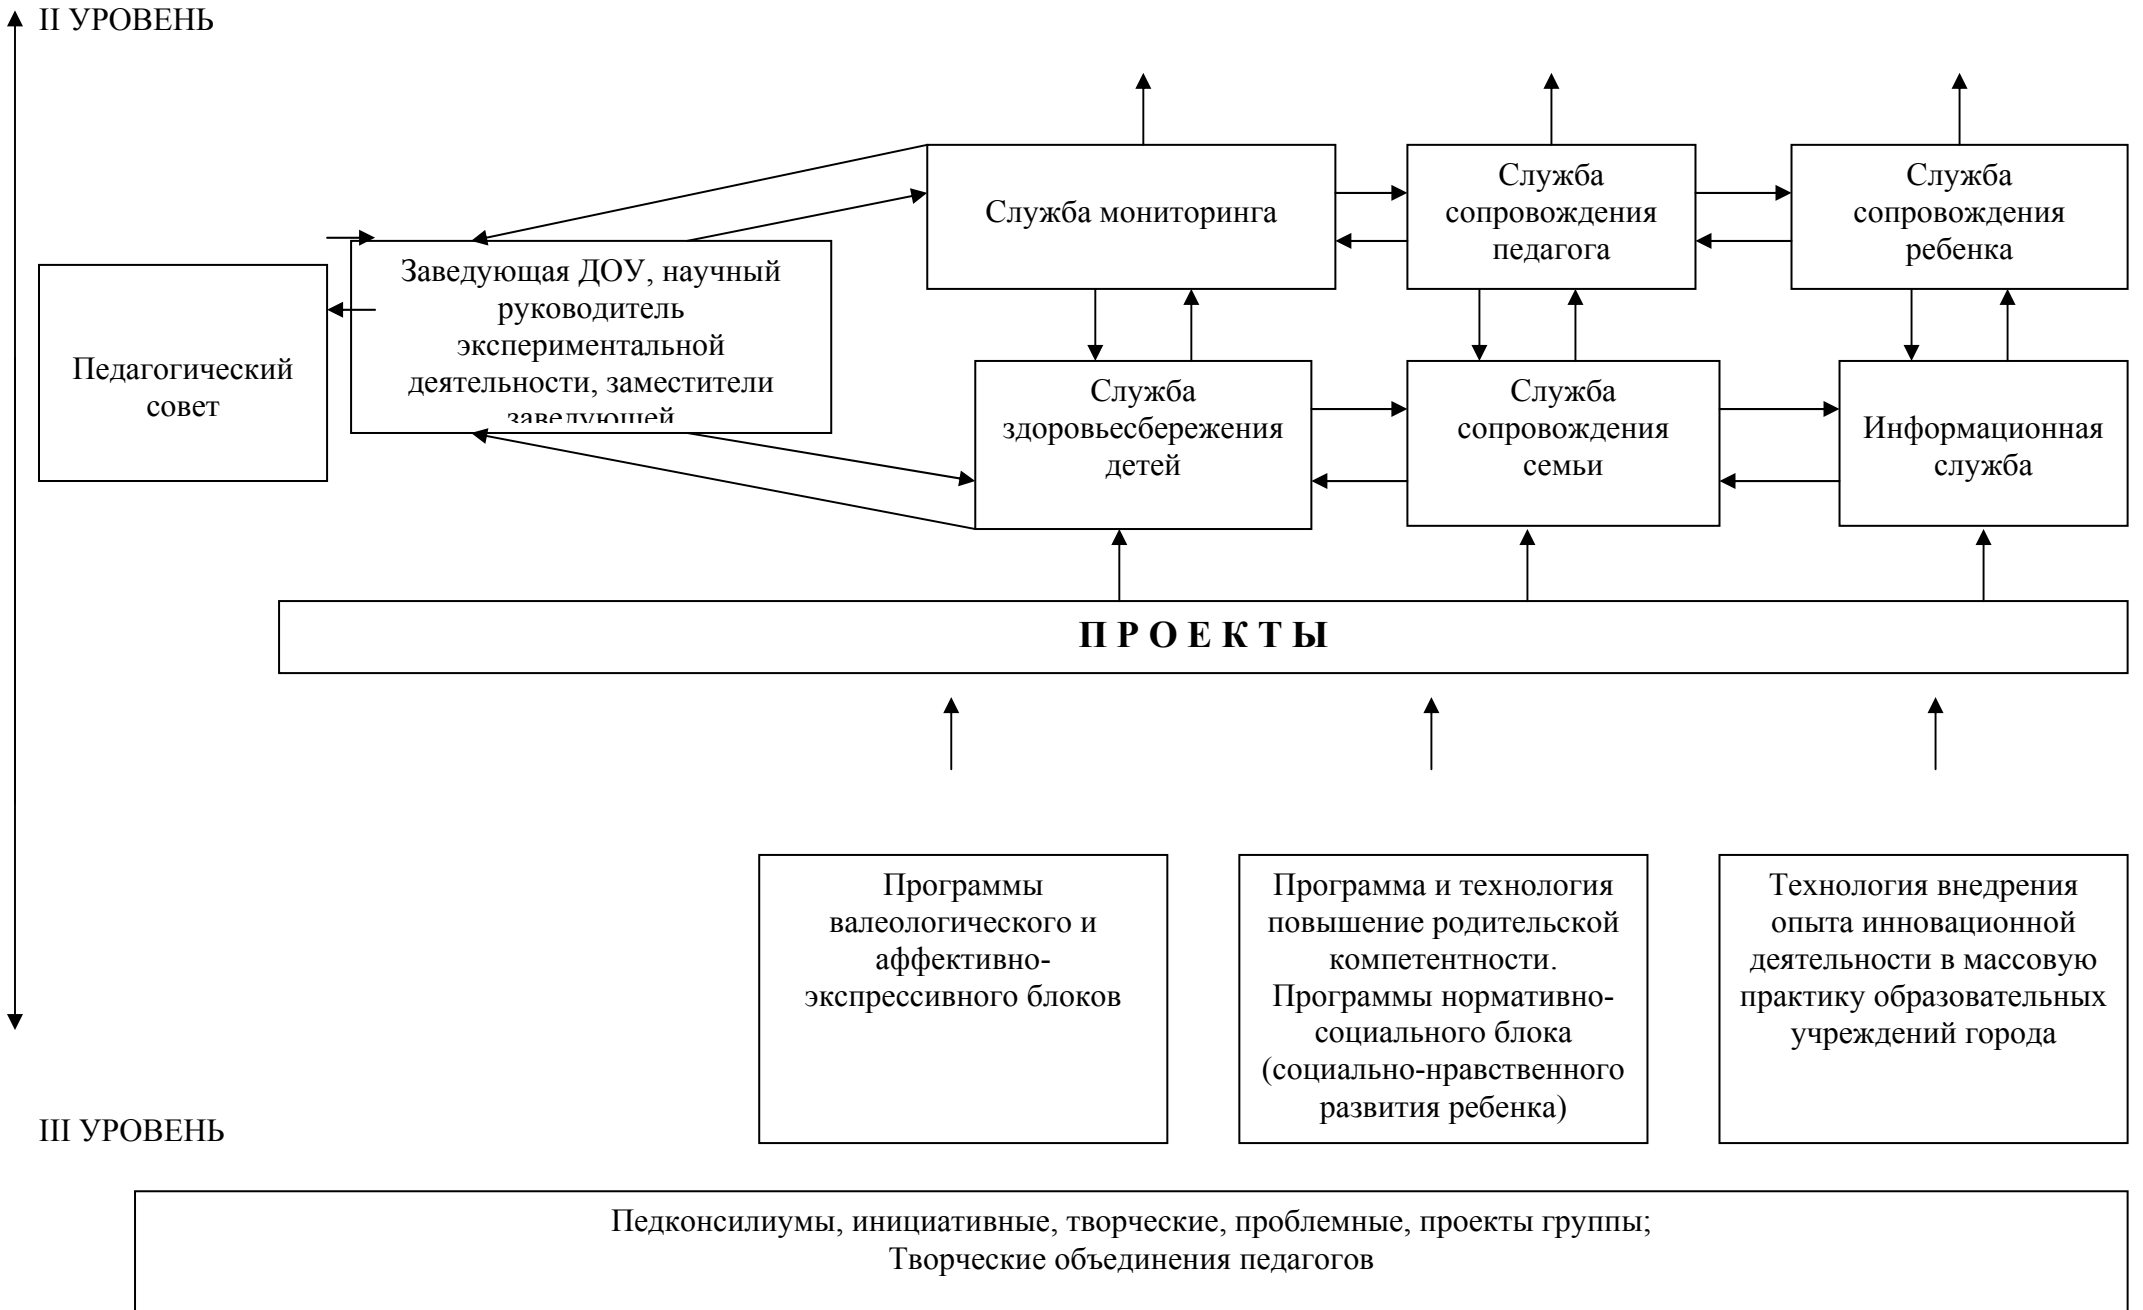 II УРОВЕНЬ
Служба мониторинга
Служба
сопровождения
педагога
Служба
сопровождения
ребенка
Педагогический
совет
Заведующая ДОУ, научный
руководитель
экспериментальной
деятельности, заместители
заведующей
Служба
здоровьесбережения
детей
Служба
сопровождения
семьи
Информационная
служба
П Р О Е К Т Ы
Программы
валеологического и
аффективно-
экспрессивного блоков
Программа и технология
повышение родительской
компетентности.
Программы нормативно-
социального блока
(социально-нравственного
развития ребенка)
Технология внедрения
опыта инновационной
деятельности в массовую
практику образовательных
учреждений города
III УРОВЕНЬ
Педконсилиумы, инициативные, творческие, проблемные, проекты группы;
Творческие объединения педагогов